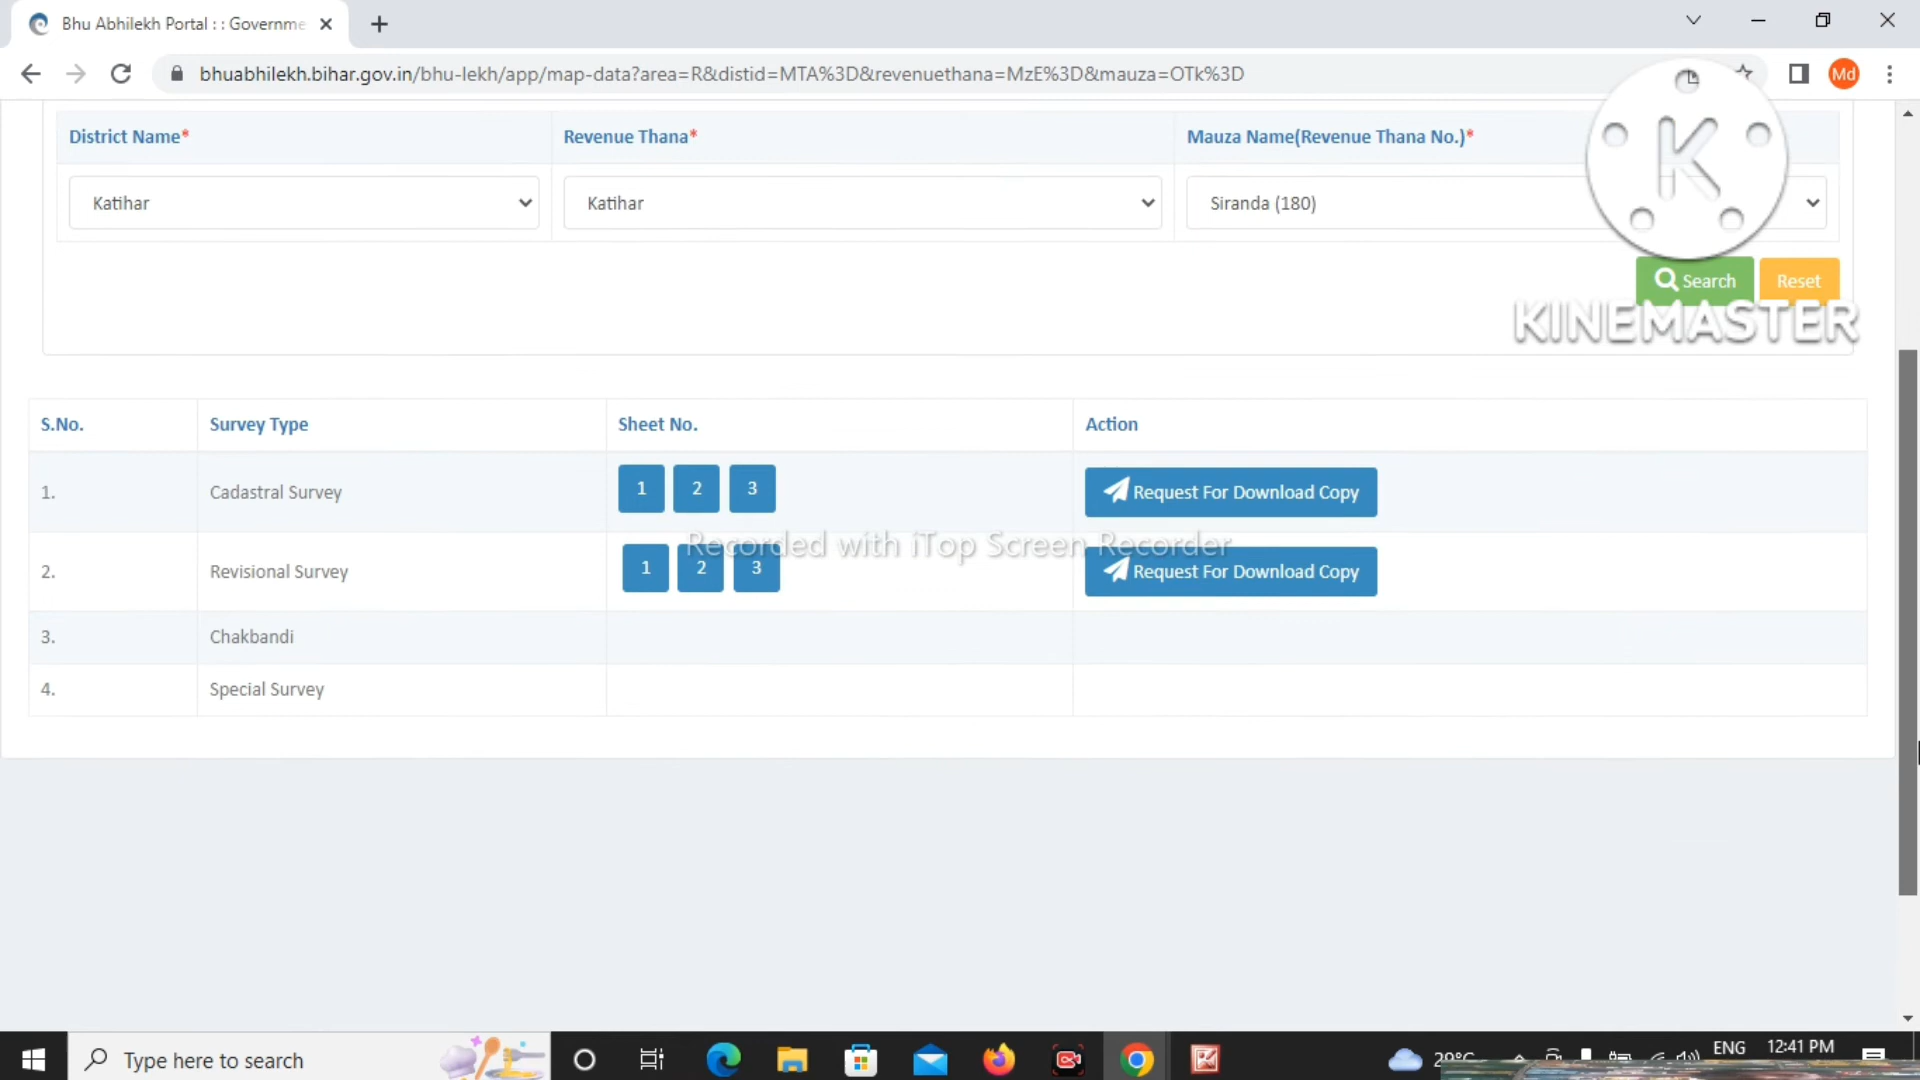 Bhu Abhilekh Portal : : Governme
bhuabhilekh.bihar.gov.in/bhu-lekh/app/map-data?area=R&distid=MTA%3D&revenuethana=MzE%3D&mauza=OTk%3D
Md
K
District Name* Revenue Thana* Mauza Name(Revenue Thana No.)*
Katihar Katihar Siranda (180)
Search Reset
KINEMASTER
S.No. Survey Type Sheet No. Action
1. Cadastral Survey 1 2 3 Request For Download Copy
Recorded with iTop Screen Recorder
2. Revisional Survey 1 2 3 Request For Download Copy
3. Chakbandi
4. Special Survey
Type here to search 29°C ENG 12:41 PM